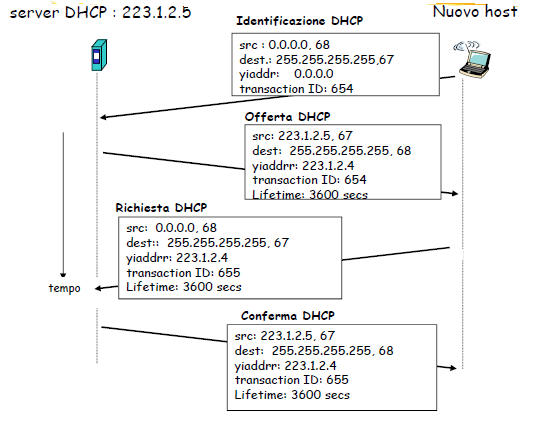 server DHCP : 223.1.2.5
Identificazione DHCP
Nuovo host
src : 0.0.0.0, 68
dest.: 255.255.255.255,67
yiaddr: 0.0.0.0
transaction ID: 654
Offerta DHCP
src: 223.1.2.5, 67
dest: 255.255.255.255, 68
yiaddrr: 223.1.2.4
transaction ID: 654
Lifetime: 3600 secs
Richiesta DHCP
src: 0.0.0.0, 68
dest:: 255.255.255.255, 67
yiaddrr: 223.1.2.4
transaction ID: 655
Lifetime: 3600 secs
tempo
Conferma DHCP
src: 223.1.2.5, 67
dest: 255.255.255.255, 68
yiaddrr: 223.1.2.4
transaction ID: 655
Lifetime: 3600 secs